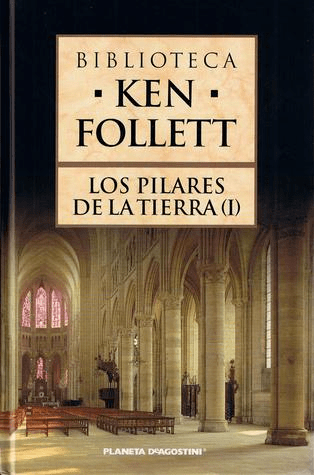 BIBLIOTECA
· KEN ·
FOLLETT
LOS PILARES
DE LA TIERRA (I)
PLANETA DEAGOSTINI